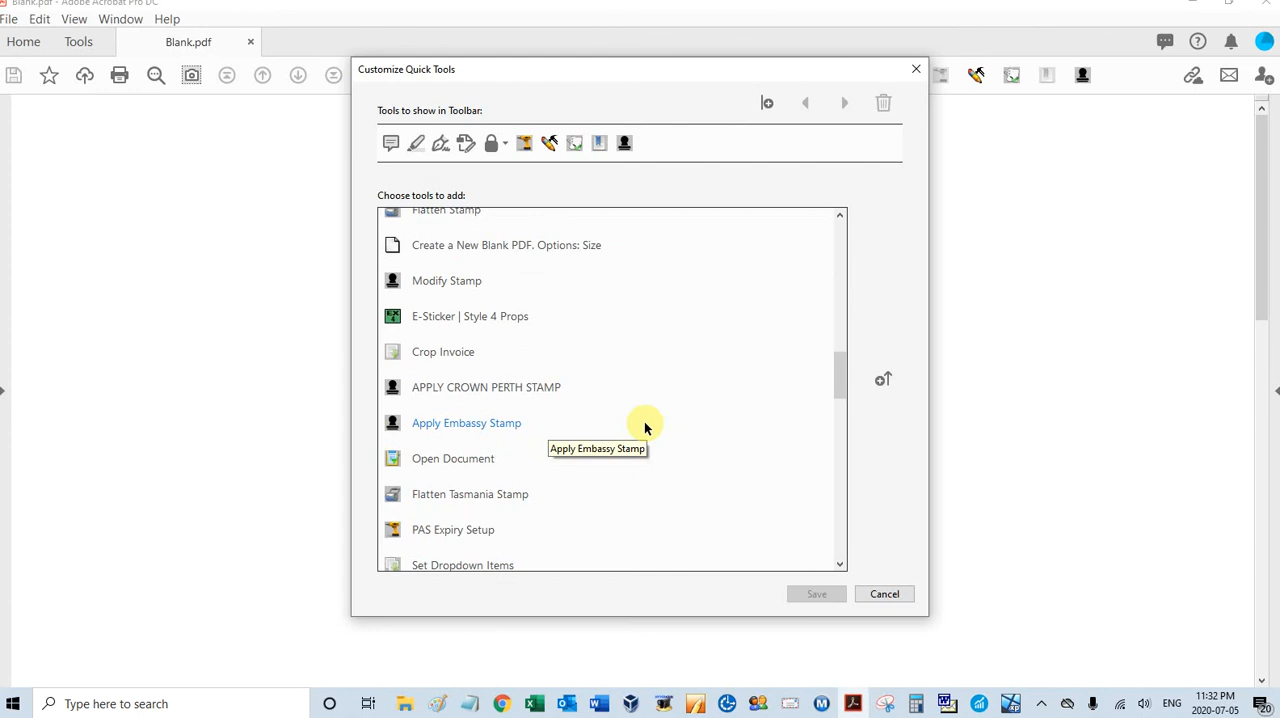 Blank.pdf - Adobe Acrobat Pro DC
File Edit View Window Help
Home Tools Blank.pdf
Customize Quick Tools
Tools to show in Toolbar:
Choose tools to add:
Flatten Stamp
Create a New Blank PDF. Options: Size
Modify Stamp
E-Sticker | Style 4 Props
Crop Invoice
APPLY CROWN PERTH STAMP
Apply Embassy Stamp
Apply Embassy Stamp
Open Document
Flatten Tasmania Stamp
PAS Expiry Setup
Set Dropdown Items
Save Cancel
Type here to search
ENG
11:32 PM
2020-07-05
20